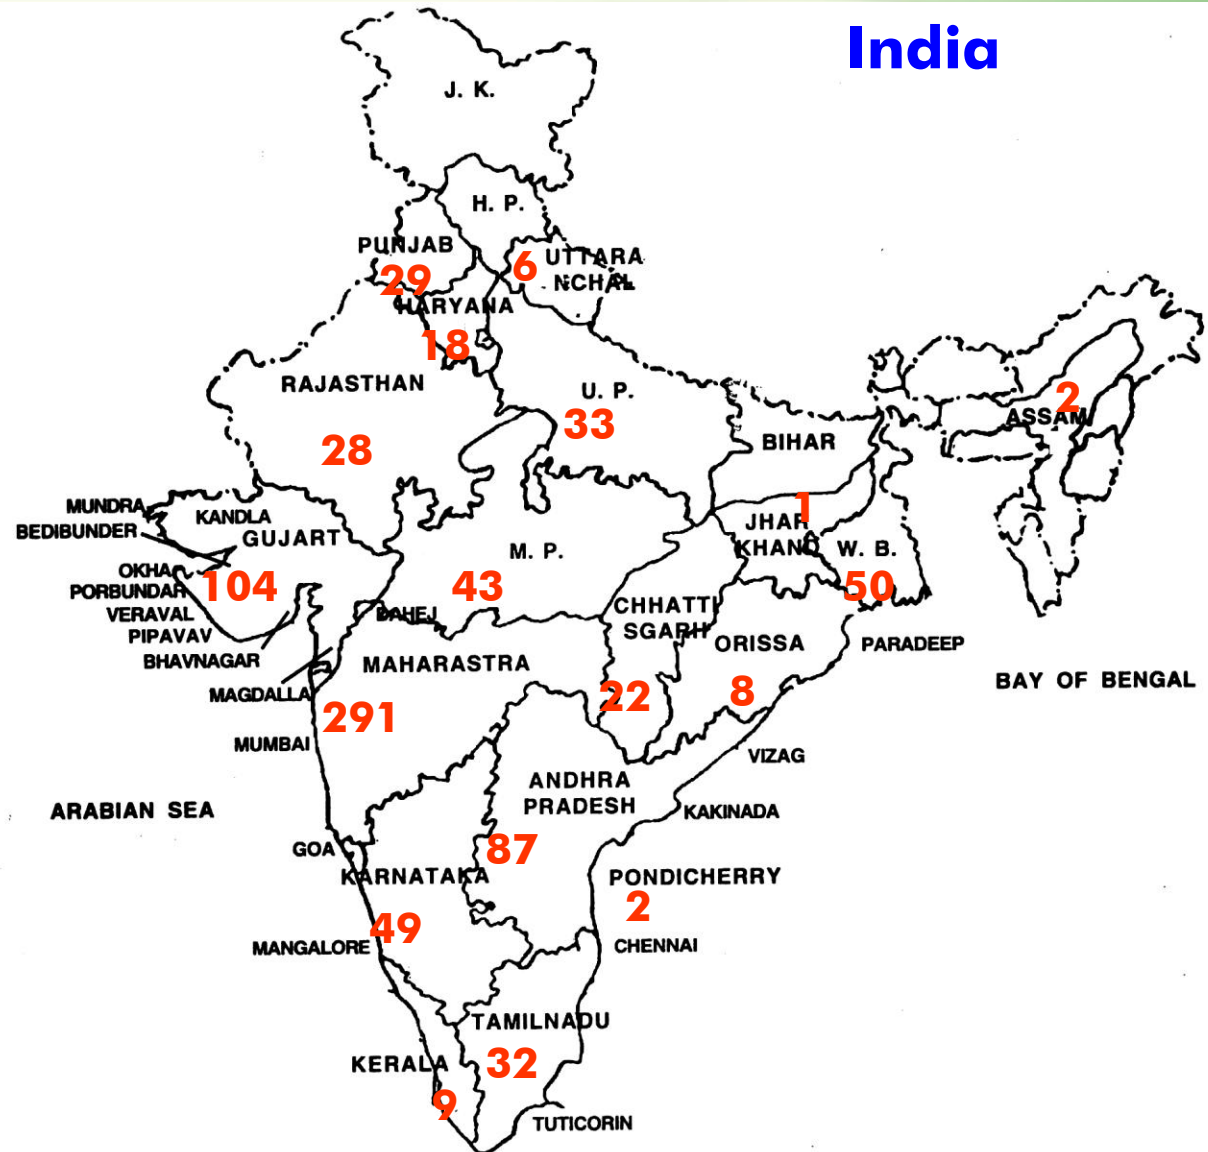 India
J. K.
H. P.
PUNJAB
29
6
UTTARA
NCHAL
HARYANA
18
RAJASTHAN
28
U. P.
33
BIHAR
2
ASSAM
MUNDRA
KANDLA
BEDIBUNDER
GUJART
OKHA
PORBUNDAR
104
VERAVAL
PIPAVAV
BHAVNAGAR
DAHEJ
M. P.
43
1
JHAR
KHAND
W. B.
50
CHHATTI
SGARH
22
ORISSA
8
PARADEEP
BAY OF BENGAL
MAHARASTRA
291
MAGDALLA
MUMBAI
VIZAG
ANDHRA
PRADESH
87
KAKINADA
ARABIAN SEA
GOA
KARNATAKA
49
PONDICHERRY
2
MANGALORE
CHENNAI
TAMILNADU
32
KERALA
9
TUTICORIN